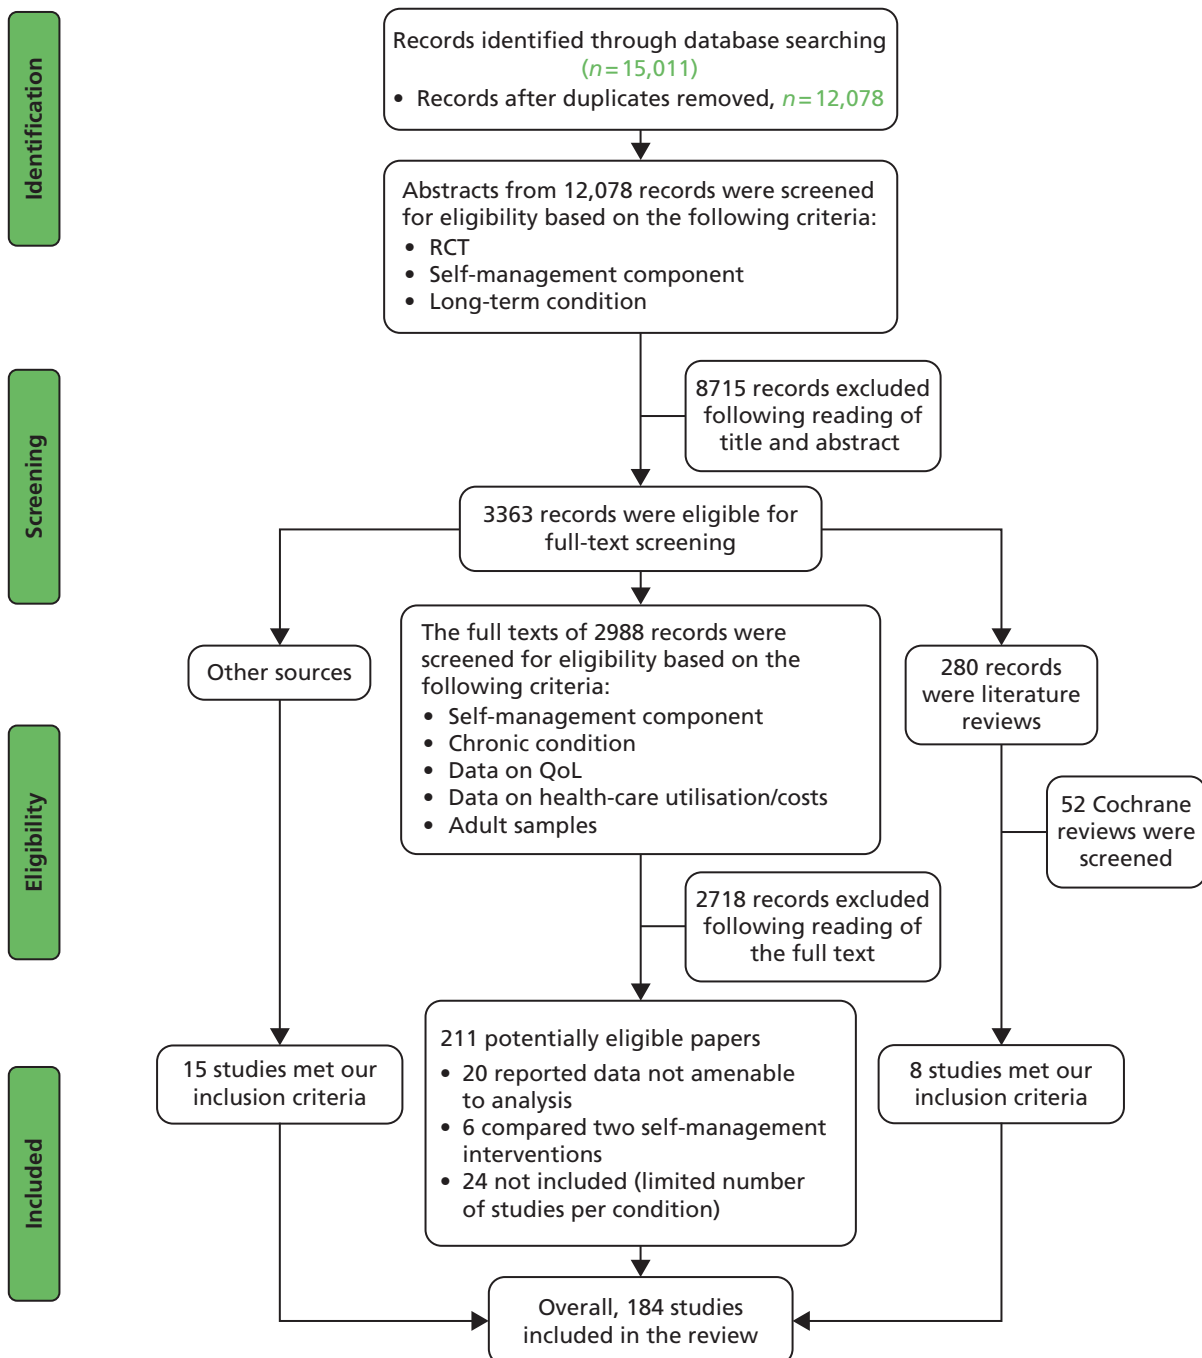 Identification
Records identified through database searching
(n=15,011)
• Records after duplicates removed, n=12,078
Abstracts from 12,078 records were screened
for eligibility based on the following criteria:
• RCT
• Self-management component
• Long-term condition
Screening
8715 records excluded
following reading of
title and abstract
3363 records were eligible for
full-text screening
Other sources
The full texts of 2988 records were
screened for eligibility based on the
following criteria:
• Self-management component
• Chronic condition
• Data on QoL
• Data on health-care utilisation/costs
• Adult samples
280 records
were literature
reviews
Eligibility
52 Cochrane
reviews were
screened
2718 records excluded
following reading of
the full text
Included
15 studies met our
inclusion criteria
211 potentially eligible papers
• 20 reported data not amenable
to analysis
• 6 compared two self-management
interventions
• 24 not included (limited number
of studies per condition)
8 studies met our
inclusion criteria
Overall, 184 studies
included in the review